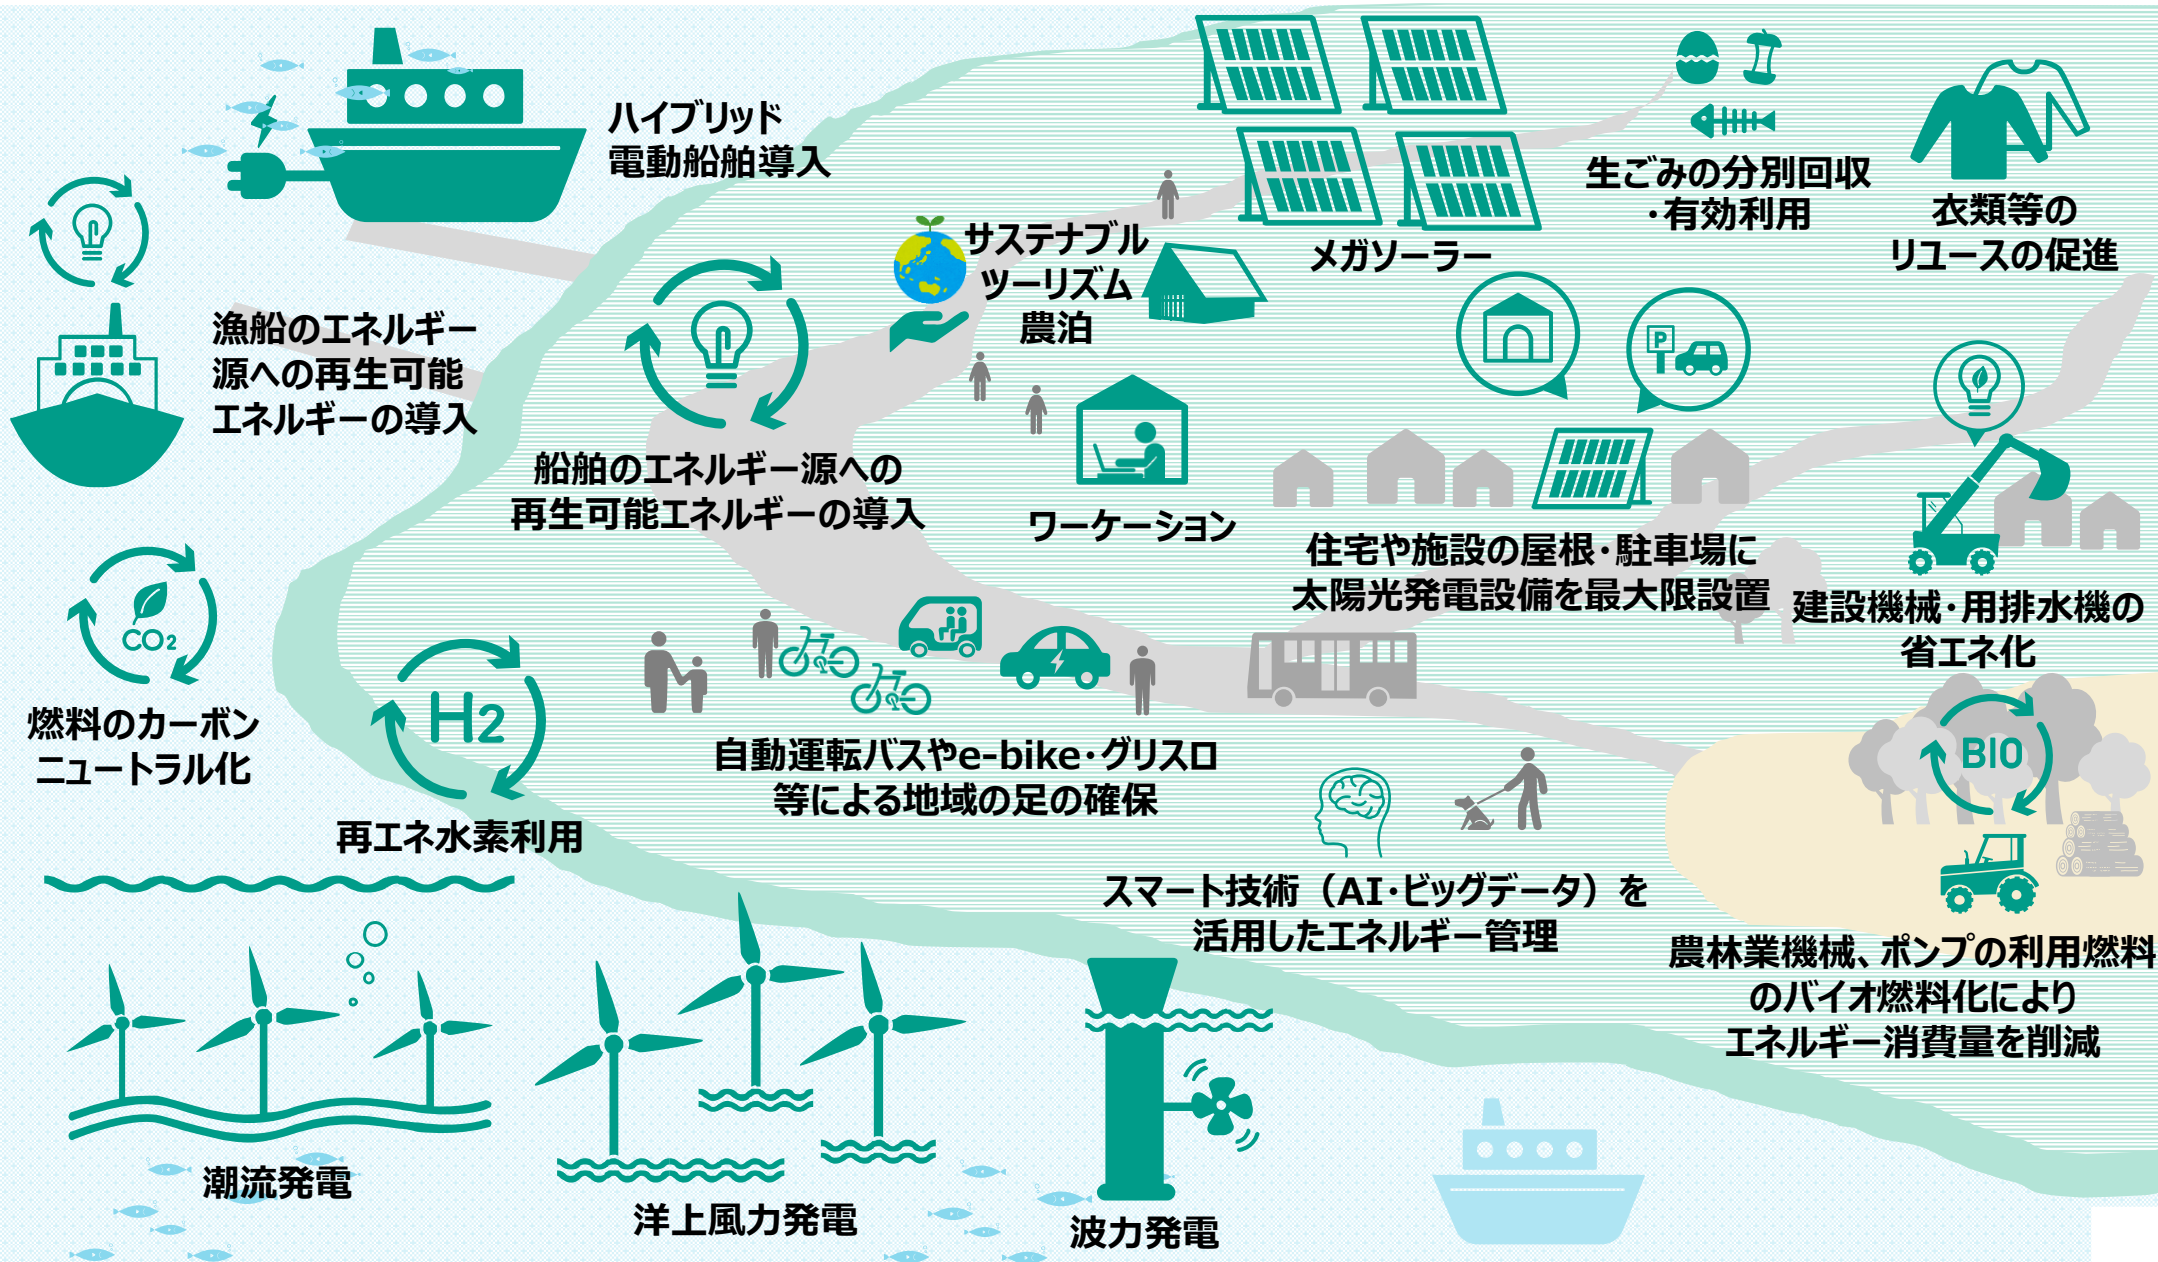 ハイブリッド
電動船舶導入
生ごみの分別回収
・有効利用
衣類等の
リユースの促進
サステナブル
ツーリズム
農泊
メガソーラー
漁船のエネルギー
源への再生可能
エネルギーの導入
P
船舶のエネルギー源への
再生可能エネルギーの導入
ワーケーション
住宅や施設の屋根・駐車場に
太陽光発電設備を最大限設置
建設機械・用排水機の
省エネ化
CO2
燃料のカーボン
ニュートラル化
H2
再エネ水素利用
自動運転バスやe-bike・グリスロ
等による地域の足の確保
BIO
スマート技術（AI・ビッグデータ）を
活用したエネルギー管理
農林業機械、ポンプの利用燃料
のバイオ燃料化により
エネルギー消費量を削減
潮流発電
洋上風力発電
波力発電